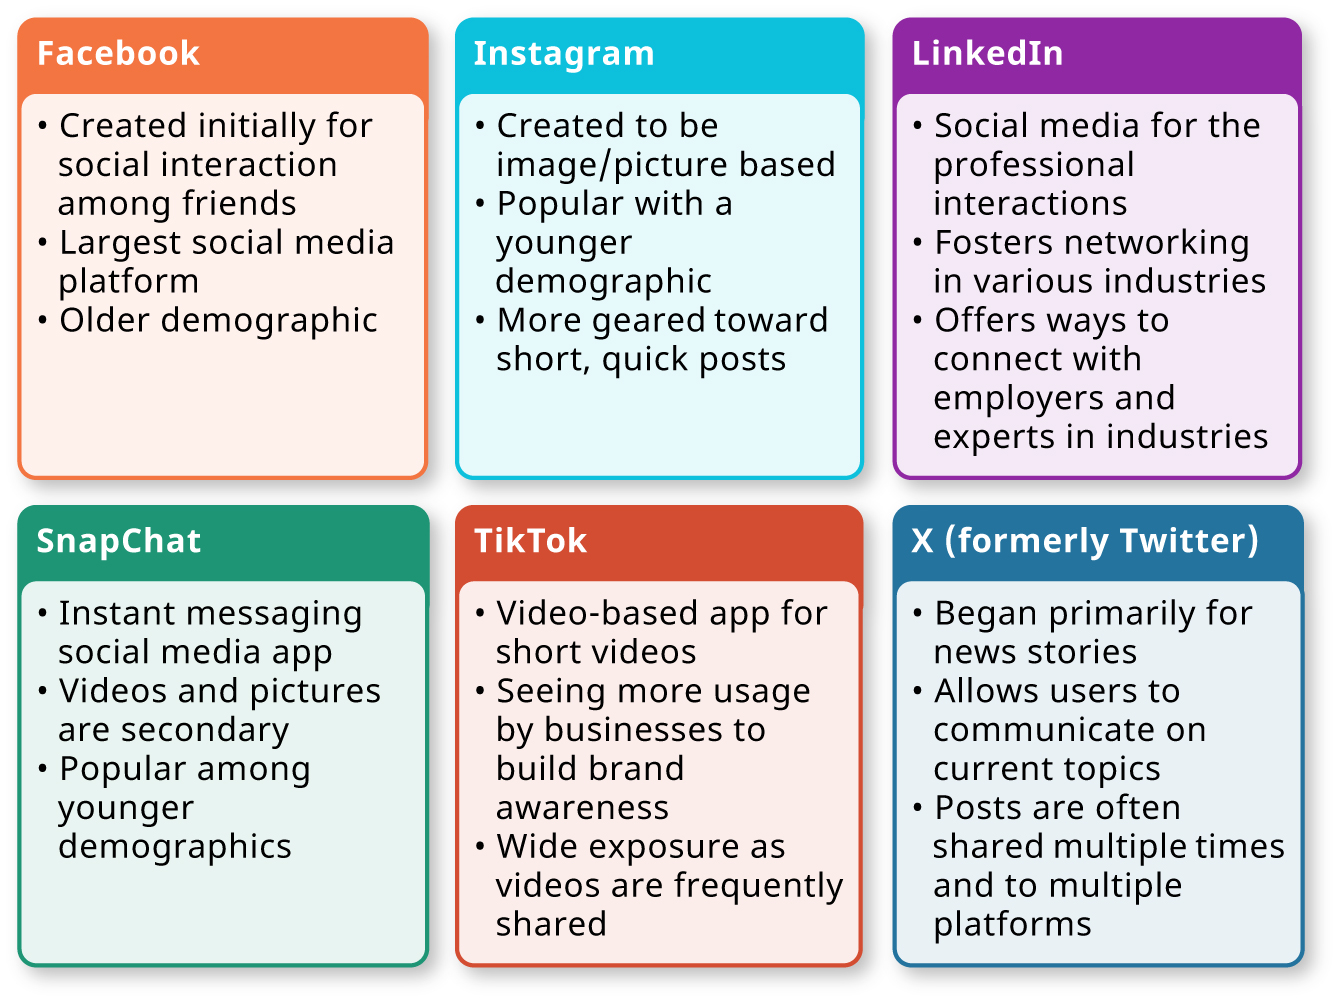 Facebook
• Created initially for
social interaction
among friends
• Largest social media
platform
• Older demographic
Instagram
• Created to be
image/picture based
• Popular with a
younger
demographic
• More geared toward
short, quick posts
LinkedIn
• Social media for the
professional
interactions
• Fosters networking
in various industries
• Offers ways to
connect with
employers and
experts in industries
SnapChat
• Instant messaging
social media app
• Videos and pictures
are secondary
• Popular among
younger
demographics
TikTok
• Video-based app for
short videos
• Seeing more usage
by businesses to
build brand
awareness
• Wide exposure as
videos are frequently
shared
X (formerly Twitter)
• Began primarily for
news stories
• Allows users to
communicate on
current topics
• Posts are often
shared multiple times
and to multiple
platforms